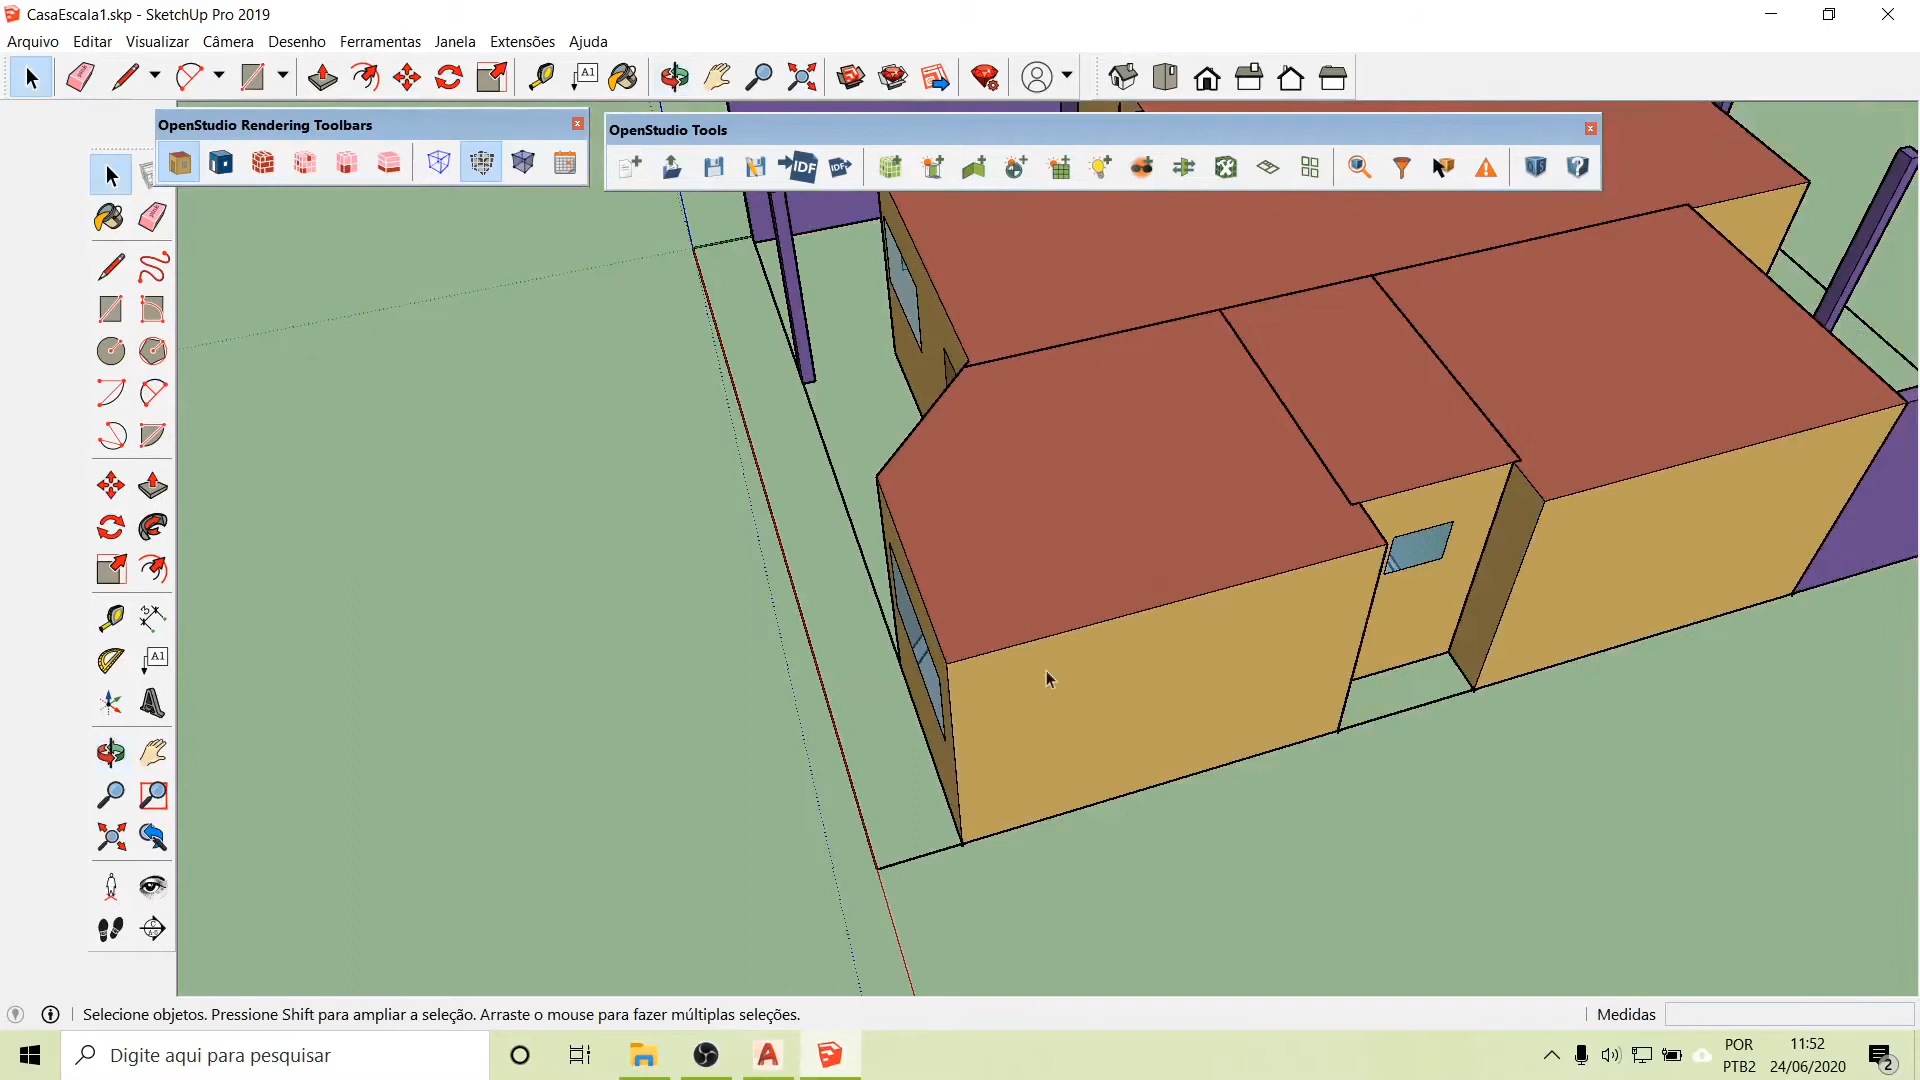 CasaEscala1.skp - SketchUp Pro 2019
Arquivo Editar Visualizar Câmera Desenho Ferramentas Janela Extensões Ajuda
A1
OpenStudio Rendering Toolbars
OpenStudio Tools
IDF
IDF
A1
Selecione objetos. Pressione Shift para ampliar a seleção. Arraste o mouse para fazer múltiplas seleções.
Medidas
Digite aqui para pesquisar
POR
PTB2
11:52
24/06/2020
2